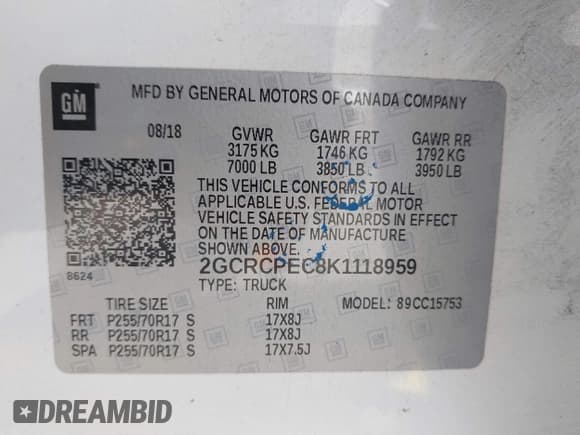 GM
MFD BY GENERAL MOTORS OF CANADA COMPANY
08/18 GVWR GAWR FRT GAWR RR
3175 KG 1746 KG 1792 KG
7000 LB 3850 LB 3950 LB
THIS VEHICLE CONFORMS TO ALL
APPLICABLE U.S. FEDERAL MOTOR
VEHICLE SAFETY STANDARDS IN EFFECT
ON THE DATE OF MANUFACTURE
SHOWN ABOVE.
8624 2GCRCPEC8K1118959
TYPE: TRUCK MODEL: 89CC15753
TIRE SIZE RIM
FRT P255/70R17 S 17X8J
RR P255/70R17 S 17X8J
SPA P255/70R17 S 17X7.5J
DREAMBID